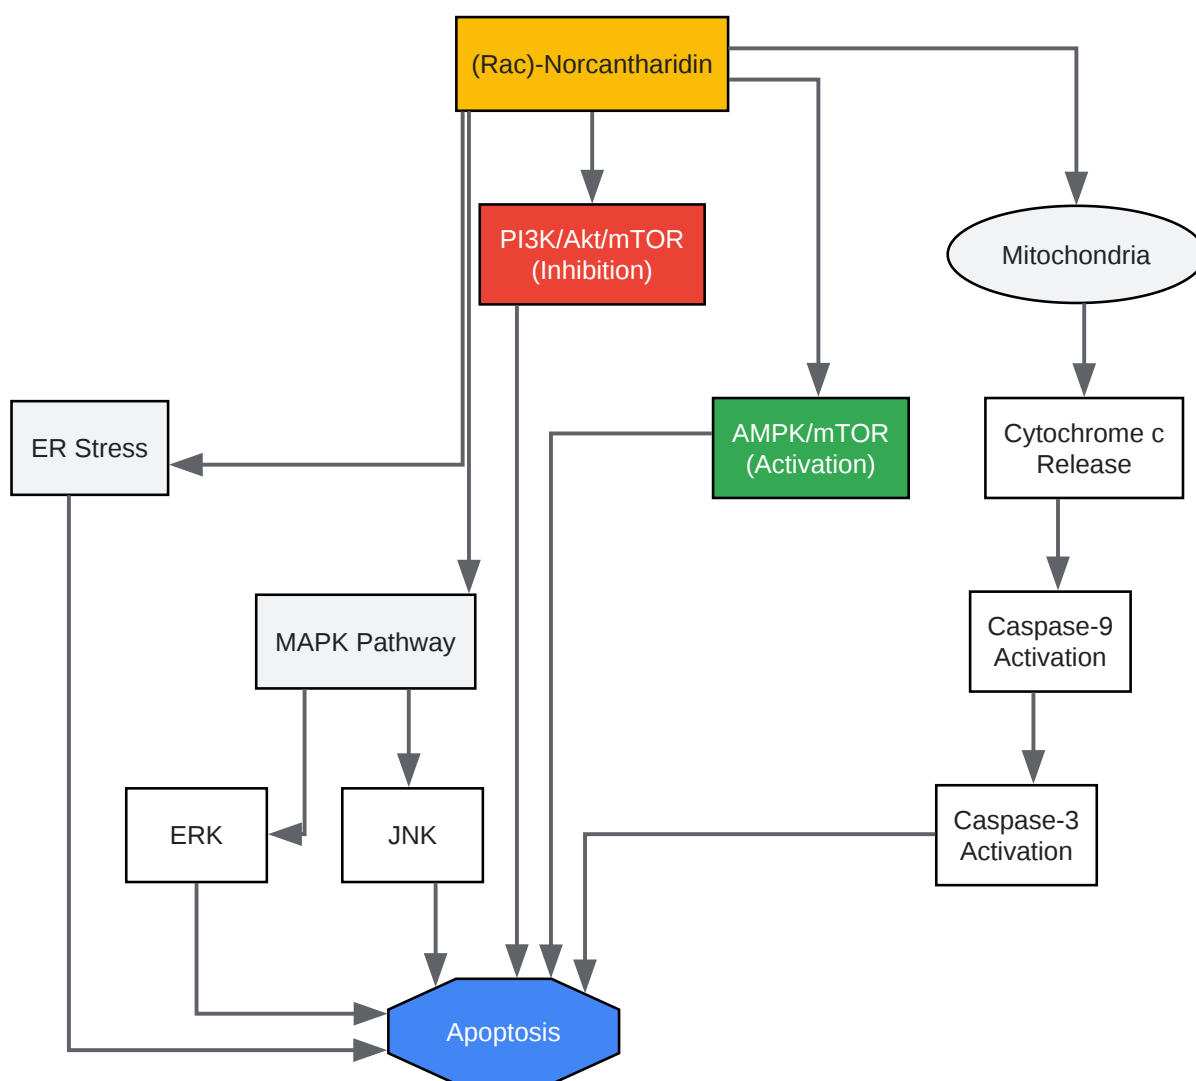 (Rac)-Norcantharidin
PI3K/Akt/mTOR
(Inhibition)
Mitochondria
ER Stress
AMPK/mTOR
(Activation)
Cytochrome c
Release
MAPK Pathway
Caspase-9
Activation
ERK
JNK
Caspase-3
Activation
Apoptosis